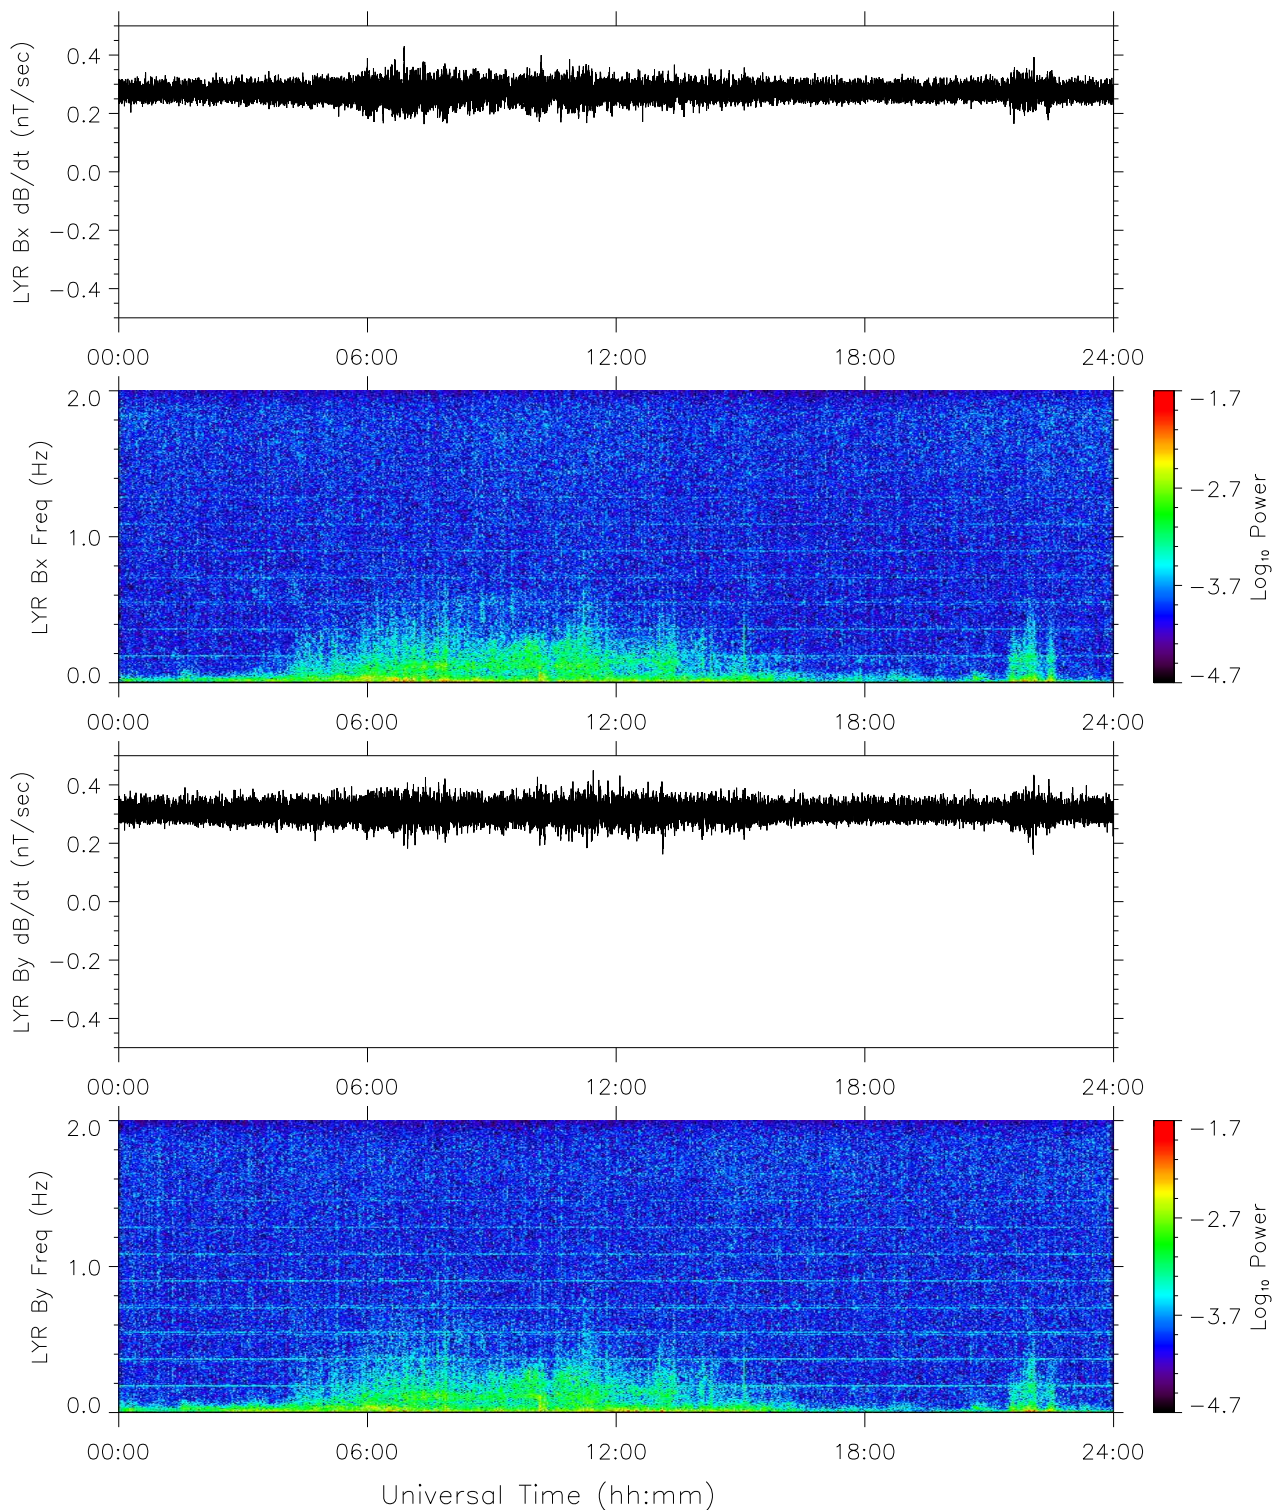 LYR Bx dB/dt (nT/sec)
0.4
0.2
0.0
−0.2
−0.4
00:00 06:00 12:00 18:00 24:00
LYR Bx Freq (Hz)
2.0
1.0
0.0
−1.7
−2.7
−3.7
−4.7
Log₁₀ Power
00:00 06:00 12:00 18:00 24:00
LYR By dB/dt (nT/sec)
0.4
0.2
0.0
−0.2
−0.4
00:00 06:00 12:00 18:00 24:00
LYR By Freq (Hz)
2.0
1.0
0.0
−1.7
−2.7
−3.7
−4.7
Log₁₀ Power
00:00 06:00 12:00 18:00 24:00
Universal Time (hh:mm)